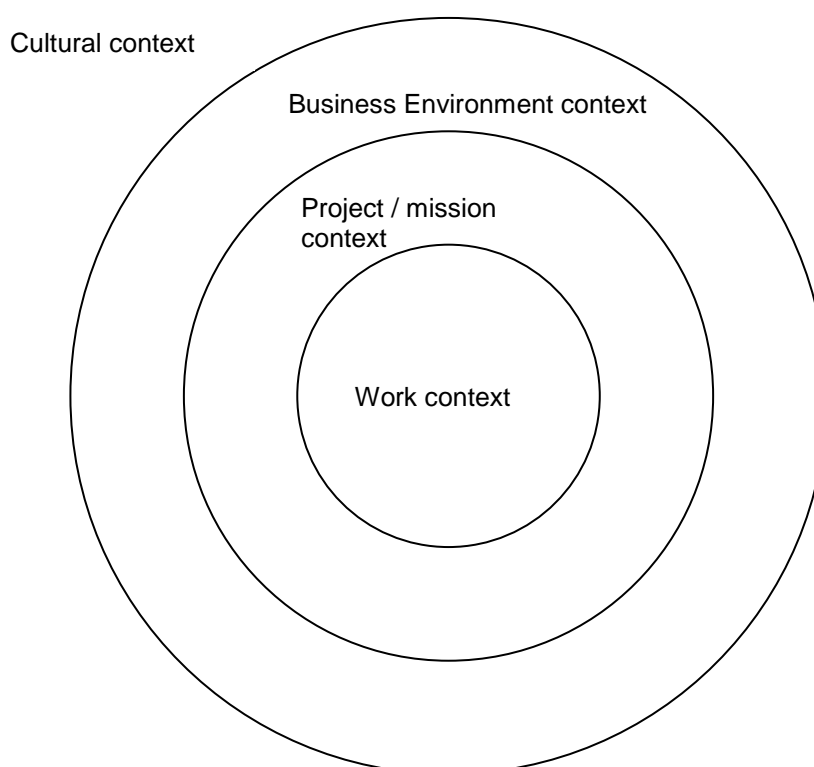 Cultural context
Business Environment context
Project / mission
context
Work context